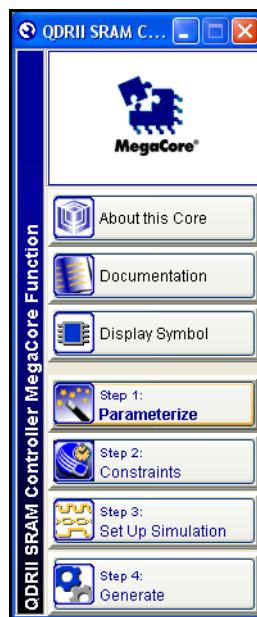 QDRII SRAM C...
MegaCore®
QDRII SRAM Controller MegaCore Function
About this Core
Documentation
Display Symbol
Step 1:
Parameterize
Step 2:
Constraints
Step 3:
Set Up Simulation
Step 4:
Generate